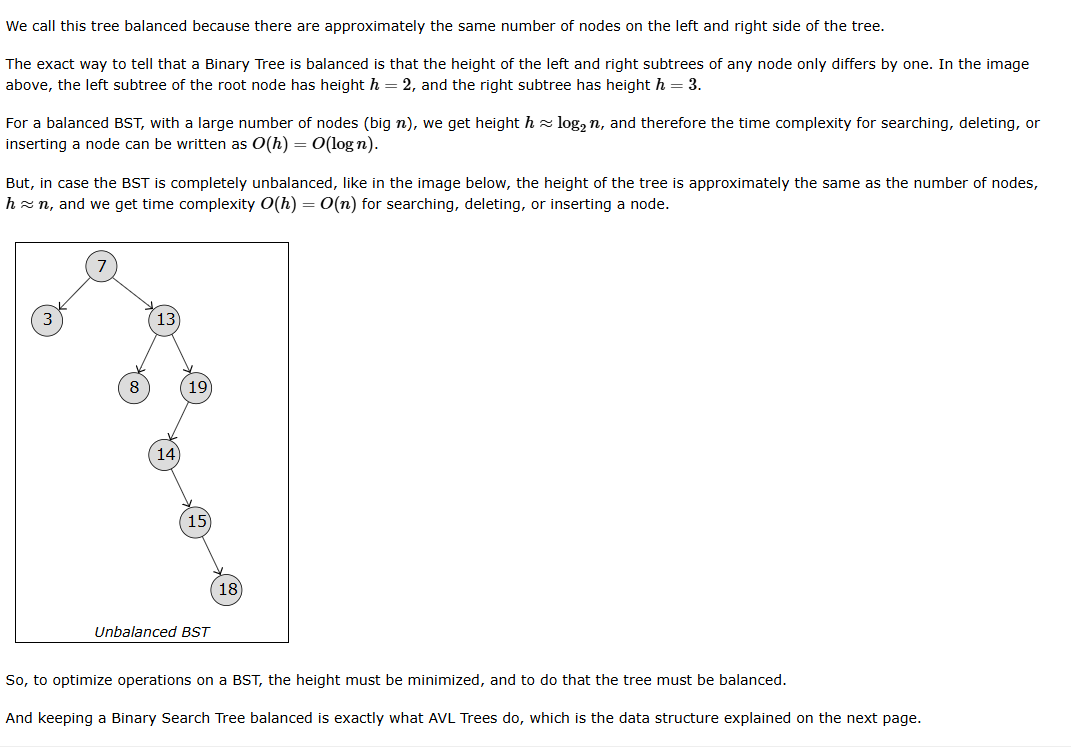 We call this tree balanced because there are approximately the same number of nodes on the left and right side of the tree.
The exact way to tell that a Binary Tree is balanced is that the height of the left and right subtrees of any node only differs by one. In the image
above, the left subtree of the root node has height h = 2, and the right subtree has height h = 3.
For a balanced BST, with a large number of nodes (big n), we get height h ≈ log₂ n, and therefore the time complexity for searching, deleting, or
inserting a node can be written as O(h) = O(log n).
But, in case the BST is completely unbalanced, like in the image below, the height of the tree is approximately the same as the number of nodes,
h ≈ n, and we get time complexity O(h) = O(n) for searching, deleting, or inserting a node.
7
3
13
8
19
14
15
18
Unbalanced BST
So, to optimize operations on a BST, the height must be minimized, and to do that the tree must be balanced.
And keeping a Binary Search Tree balanced is exactly what AVL Trees do, which is the data structure explained on the next page.